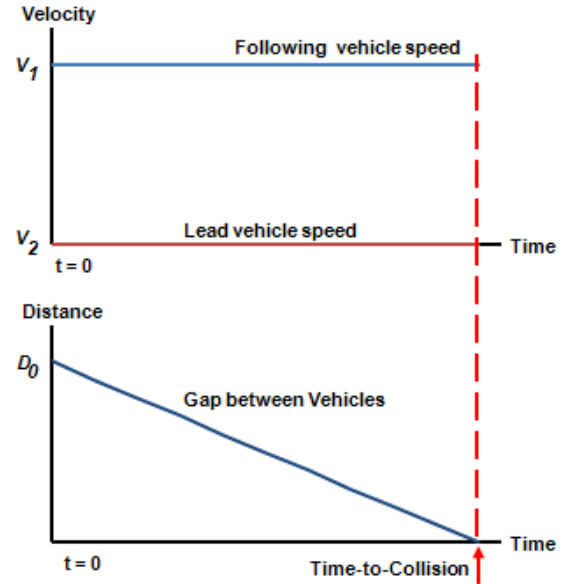 Velocity
Following vehicle speed
V1
Lead vehicle speed
V2
Time
t = 0
Distance
D0
Gap between Vehicles
Time
t = 0
Time-to-Collision